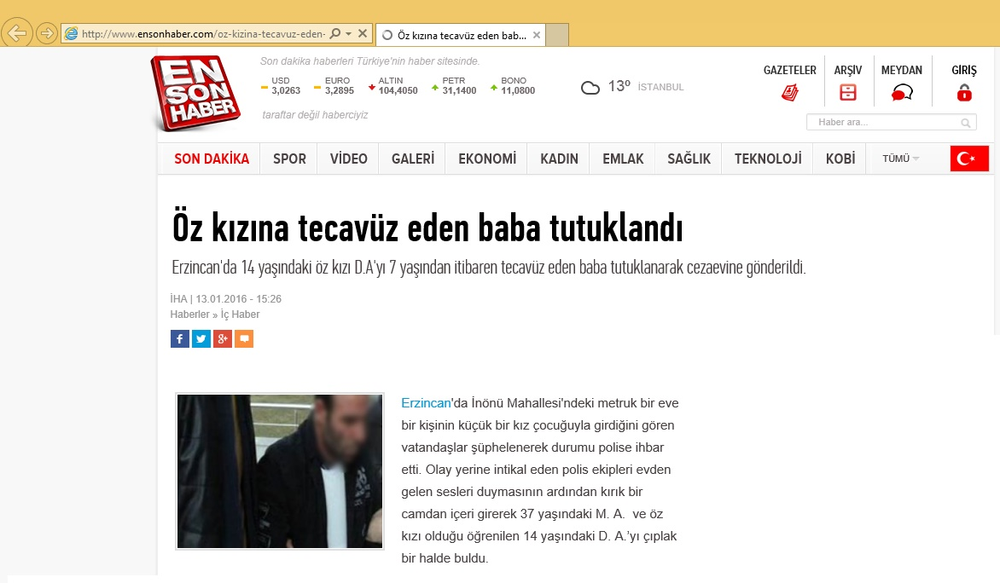 http://www.ensonhaber.com/oz-kizina-tecavuz-eden-
Öz kızına tecavüz eden bab...
EN SON HABER
Son dakika haberleri Türkiye'nin haber sitesinde.
USD 3,0263
EURO 3,2895
ALTIN 104,4050
PETR 31,1400
BONO 11,0800
taraftar değil haberciyiz
13º İSTANBUL
GAZETELER ARŞİV MEYDAN GİRİŞ
Haber ara...
SON DAKİKA SPOR VİDEO GALERİ EKONOMİ KADIN EMLAK SAĞLIK TEKNOLOJİ KOBİ TÜMÜ
Öz kızına tecavüz eden baba tutuklandı
Erzincan'da 14 yaşındaki öz kızı D.A'yı 7 yaşından itibaren tecavüz eden baba tutuklanarak cezaevine gönderildi.
İHA | 13.01.2016 - 15:26
Haberler » İç Haber
Erzincan'da İnönü Mahallesi'ndeki metruk bir eve
bir kişinin küçük bir kız çocuğuyla girdiğini gören
vatandaşlar şüphelenerek durumu polise ihbar
etti. Olay yerine intikal eden polis ekipleri evden
gelen sesleri duymasının ardından kırık bir
camdan içeri girerek 37 yaşındaki M. A. ve öz
kızı olduğu öğrenilen 14 yaşındaki D. A.’yı çıplak
bir halde buldu.